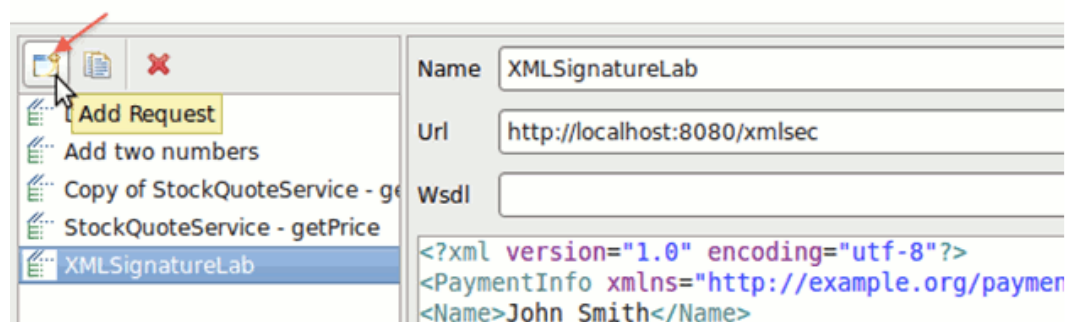 Add Request
Add two numbers
Copy of StockQuoteService - ge
StockQuoteService - getPrice
XMLSignatureLab
Name XMLSignatureLab
Url http://localhost:8080/xmlsec
Wsdl
<?xml version="1.0" encoding="utf-8"?>
<PaymentInfo xmlns="http://example.org/paymen
<Name>John Smith</Name>